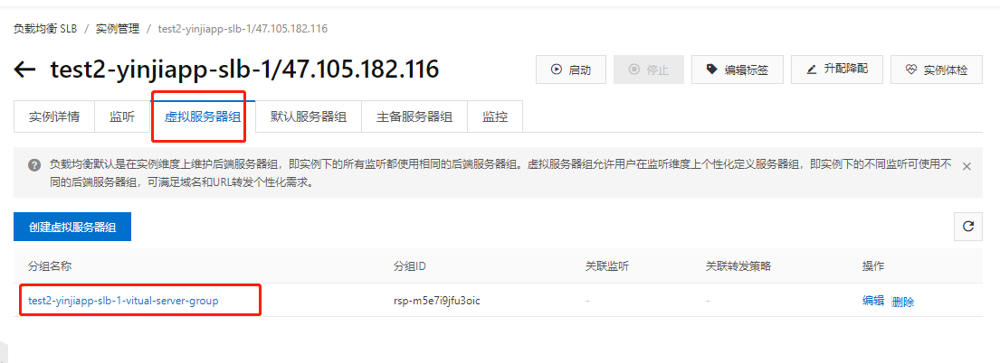 负载均衡 SLB / 实例管理 / test2-yinjiapp-slb-1/47.105.182.116
test2-yinjiapp-slb-1/47.105.182.116
启动 停止 编辑标签 升配降配 实例体检
实例详情 监听 虚拟服务器组 默认服务器组 主备服务器组 监控
负载均衡默认是在实例维度上维护后端服务器组，即实例下的所有监听都使用相同的后端服务器组。虚拟服务器组允许用户在监听维度上个性化定义服务器组，即实例下的不同监听可使用不
同的后端服务器组，可满足域名和URL转发个性化需求。
创建虚拟服务器组
分组名称 分组ID 关联监听 关联转发策略 操作
test2-yinjiapp-slb-1-vitual-server-group rsp-m5e7i9jfu3oic - - 编辑 删除